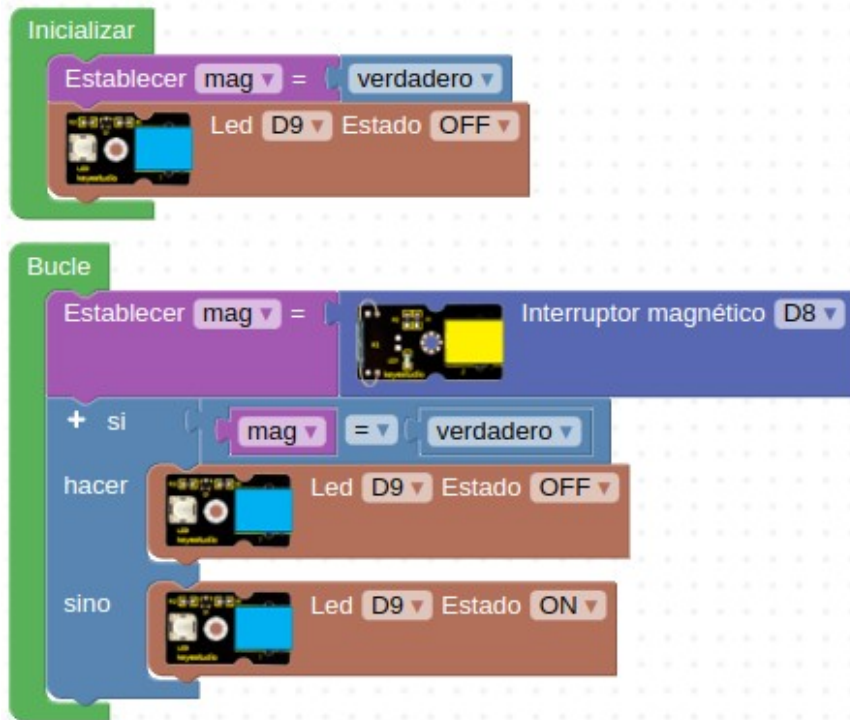 Inicializar
Establecer mag = verdadero
Led D9 Estado OFF
Bucle
Establecer mag = Interruptor magnético D8
+ si mag = verdadero
hacer Led D9 Estado OFF
sino Led D9 Estado ON